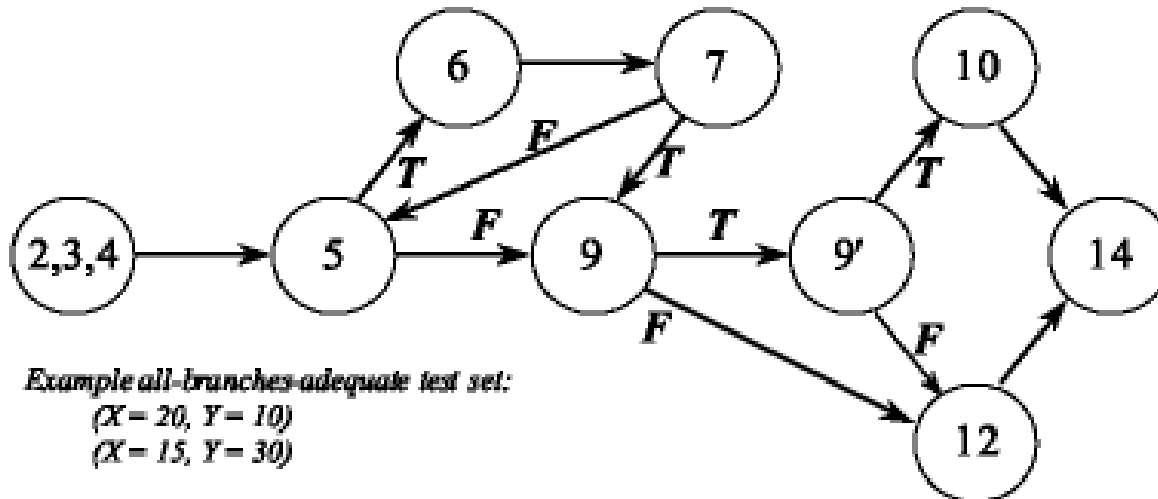 6
7
10
F
T
T
T
2,3,4
5
F
9
T
9'
14
F
F
12
Example all-branches-adequate test set:
(X = 20, Y = 10)
(X = 15, Y = 30)